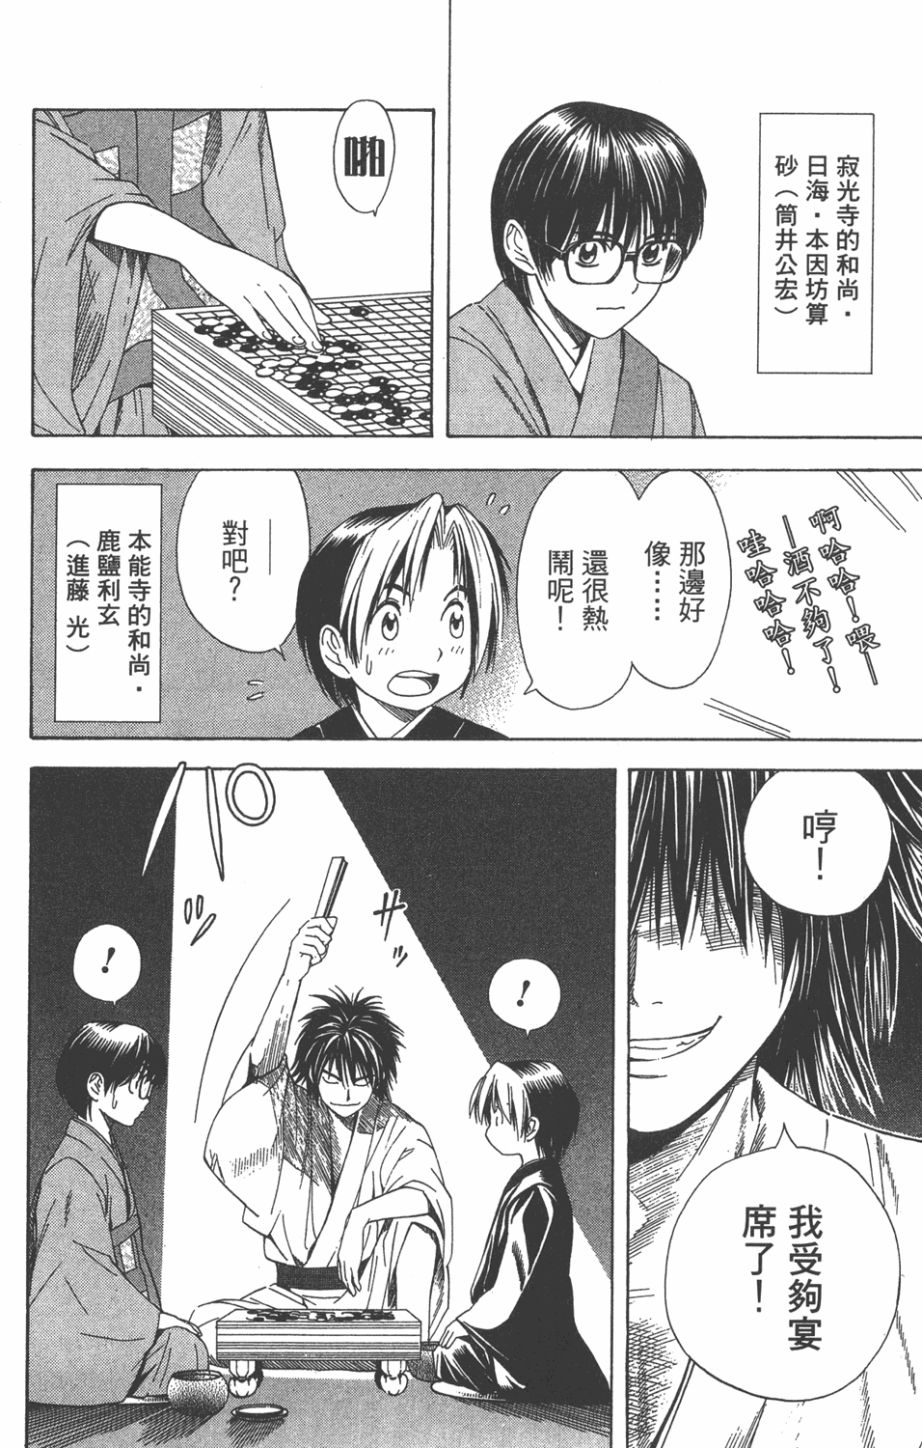 寂光寺的和尚・
日海・本因坊算
砂（筒井公宏）
啪
啊哈哈哈！喂—
—酒不夠了！
哇哈哈哈哈！
那邊好
像……
還很熱
鬧呢！
—
對吧？
本能寺的和尚・
鹿鹽利玄
（進藤 光）
哼！
我受夠宴
席了！
！
！